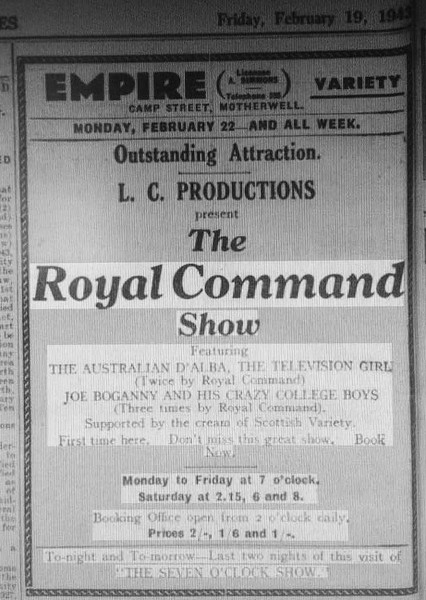 Friday, February 19, 1943
EMPIRE
Licensee
A. SIMMONS
Telephone
VARIETY
CAMP STREET, MOTHERWELL.
MONDAY, FEBRUARY 22—AND ALL WEEK.
Outstanding Attraction.
L. C. PRODUCTIONS
present
The
Royal Command
Show
Featuring
THE AUSTRALIAN D'ALBA, THE TELEVISION GIRL
(Twice by Royal Command)
JOE BOGANNY AND HIS CRAZY COLLEGE BOYS
(Three times by Royal Command).
Supported by the cream of Scottish Variety.
First time here. Don't miss this great show. Book
Now.
Monday to Friday at 7 o'clock.
Saturday at 2.15, 6 and 8.
Booking Office open from 2 o'clock daily.
Prices 2/-, 1/6 and 1/-.
To-night and To-morrow—Last two nights of this visit of
"THE SEVEN O'CLOCK SHOW."